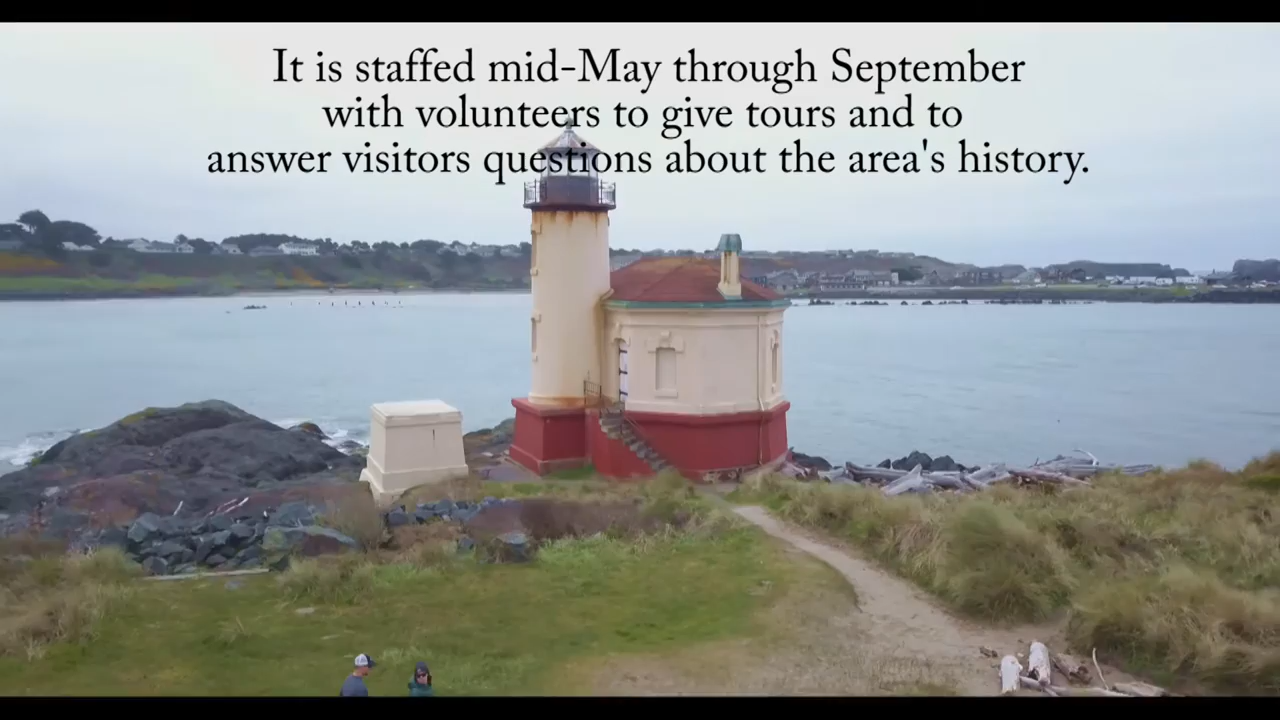 It is staffed mid-May through September
with volunteers to give tours and to
answer visitors questions about the area's history.